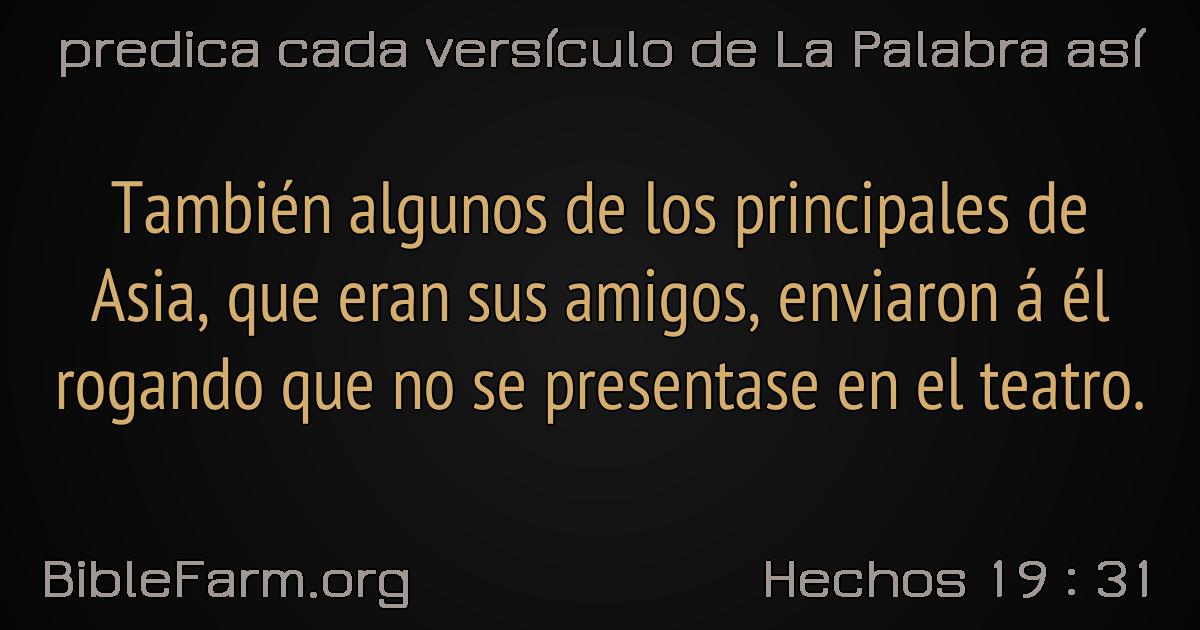 predica cada versículo de La Palabra así
También algunos de los principales de
Asia, que eran sus amigos, enviaron á él
rogando que no se presentase en el teatro.
BibleFarm.org
Hechos 19 : 31